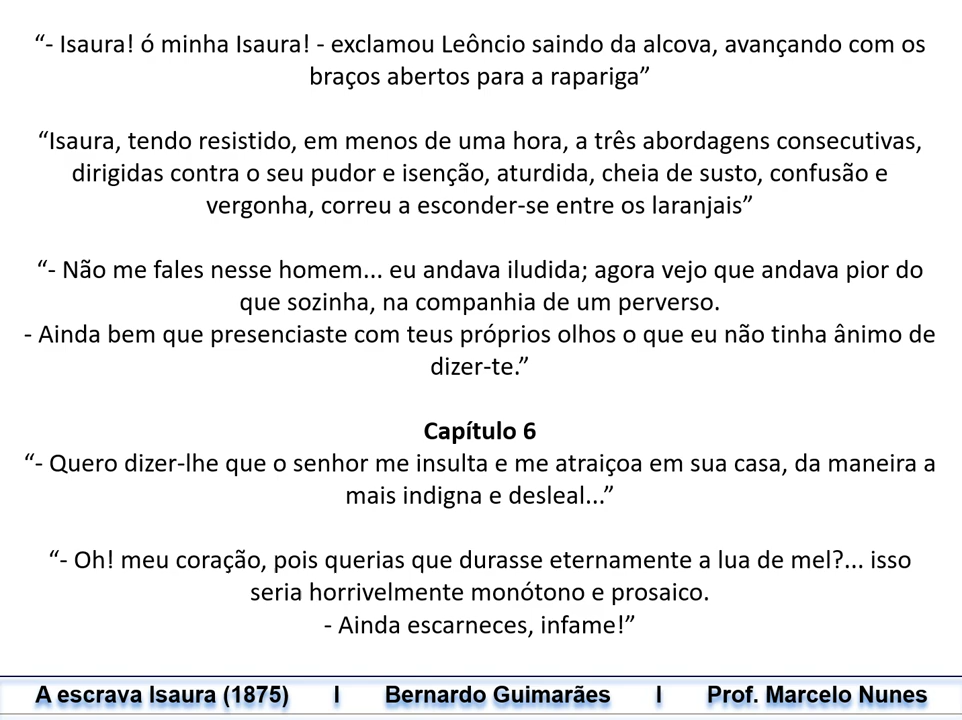 “- Isaura! ó minha Isaura! - exclamou Leôncio saindo da alcova, avançando com os
braços abertos para a rapariga”
“Isaura, tendo resistido, em menos de uma hora, a três abordagens consecutivas,
dirigidas contra o seu pudor e isenção, aturdida, cheia de susto, confusão e
vergonha, correu a esconder-se entre os laranjais”
“- Não me fales nesse homem... eu andava iludida; agora vejo que andava pior do
que sozinha, na companhia de um perverso.
- Ainda bem que presenciaste com teus próprios olhos o que eu não tinha ânimo de
dizer-te.”
Capítulo 6
“- Quero dizer-lhe que o senhor me insulta e me atraiçoa em sua casa, da maneira a
mais indigna e desleal...”
“- Oh! meu coração, pois querias que durasse eternamente a lua de mel?... isso
seria horrivelmente monótono e prosaico.
- Ainda escarneces, infame!”
A escrava Isaura (1875) I Bernardo Guimarães I Prof. Marcelo Nunes